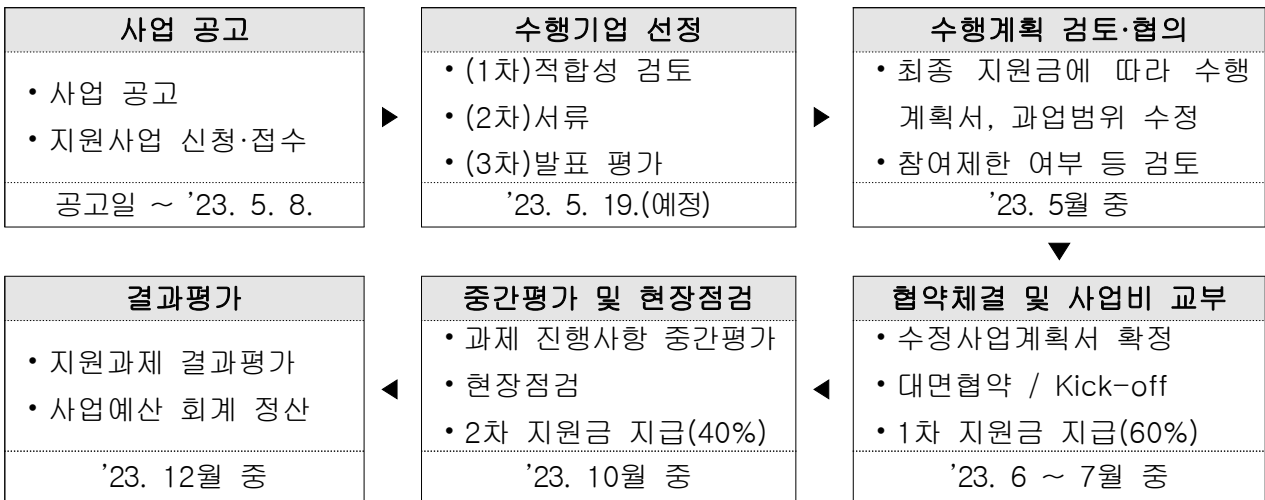 사업 공고
• 사업 공고
• 지원사업 신청·접수
공고일 ~ ’23. 5. 8.
▶
수행기업 선정
• (1차)적합성 검토
• (2차)서류
• (3차)발표 평가
’23. 5. 19.(예정)
▶
수행계획 검토·협의
• 최종 지원금에 따라 수행
계획서, 과업범위 수정
• 참여제한 여부 등 검토
’23. 5월 중
▼
협약체결 및 사업비 교부
• 수정사업계획서 확정
• 대면협약 / Kick-off
• 1차 지원금 지급(60%)
’23. 6 ~ 7월 중
◀
중간평가 및 현장점검
• 과제 진행사항 중간평가
• 현장점검
• 2차 지원금 지급(40%)
’23. 10월 중
◀
결과평가
• 지원과제 결과평가
• 사업예산 회계 정산
’23. 12월 중